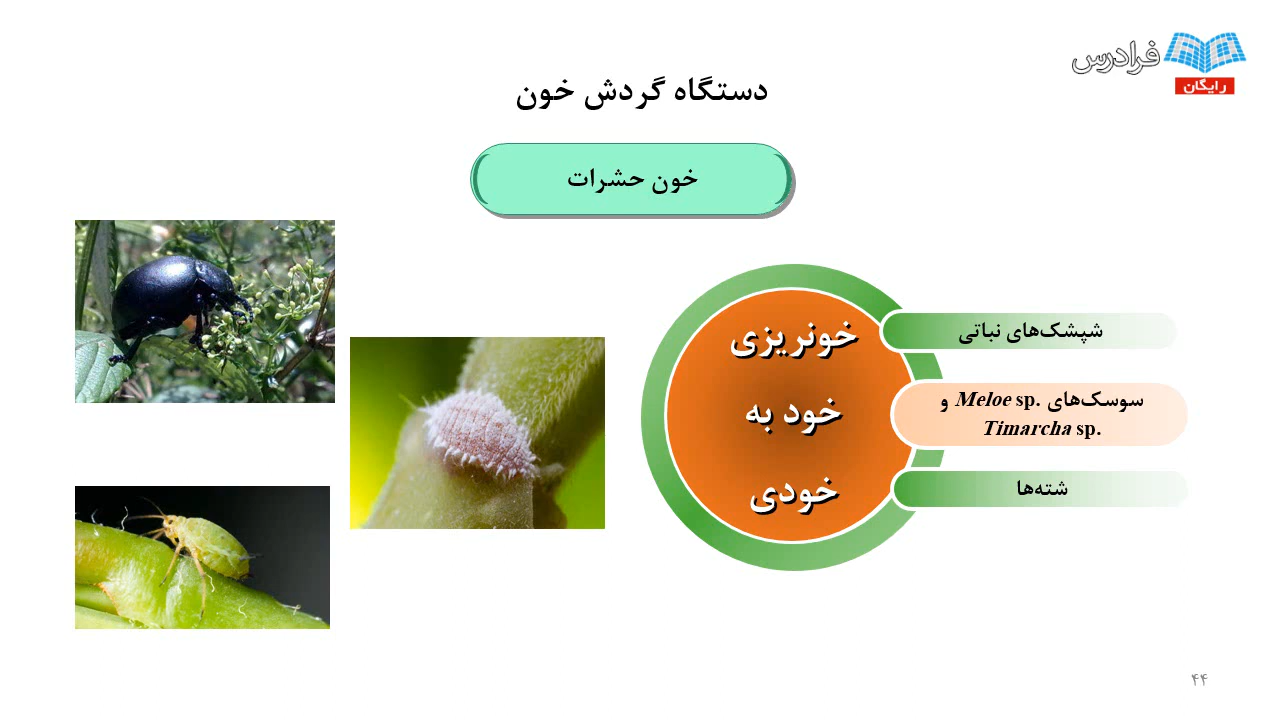 فرادرس
رایگان
دستگاه گردش خون
خون حشرات
خونریزی
خود به
خودی
شپشک‌های نباتی
سوسک‌های Meloe sp. و
Timarcha sp.
شته‌ها
۴۴